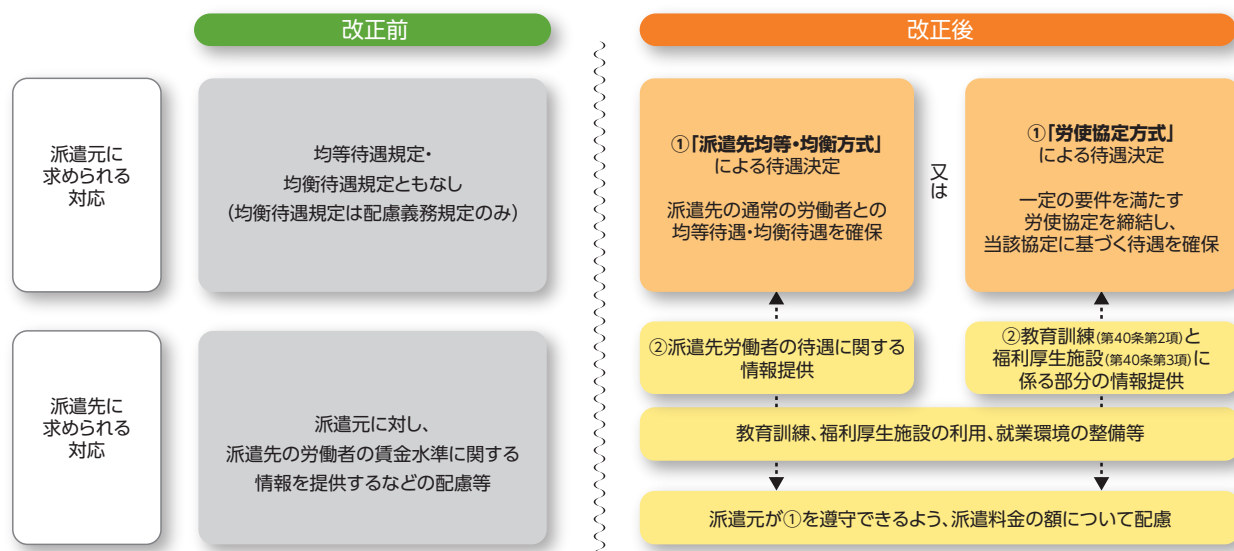 改正前
改正後
派遣元に
求められる
対応
均等待遇規定・
均衡待遇規定ともなし
(均衡待遇規定は配慮義務規定のみ)
①「派遣先均等・均衡方式」
による待遇決定
派遣先の通常の労働者との
均等待遇・均衡待遇を確保
又は
①「労使協定方式」
による待遇決定
一定の要件を満たす
労使協定を締結し、
当該協定に基づく待遇を確保
派遣先に
求められる
対応
派遣元に対し、
派遣先の労働者の賃金水準に関する
情報を提供するなどの配慮等
②派遣先労働者の待遇に関する
情報提供
②教育訓練(第40条第2項)と
福利厚生施設(第40条第3項)に
係る部分の情報提供
教育訓練、福利厚生施設の利用、就業環境の整備等
派遣元が①を遵守できるよう、派遣料金の額について配慮